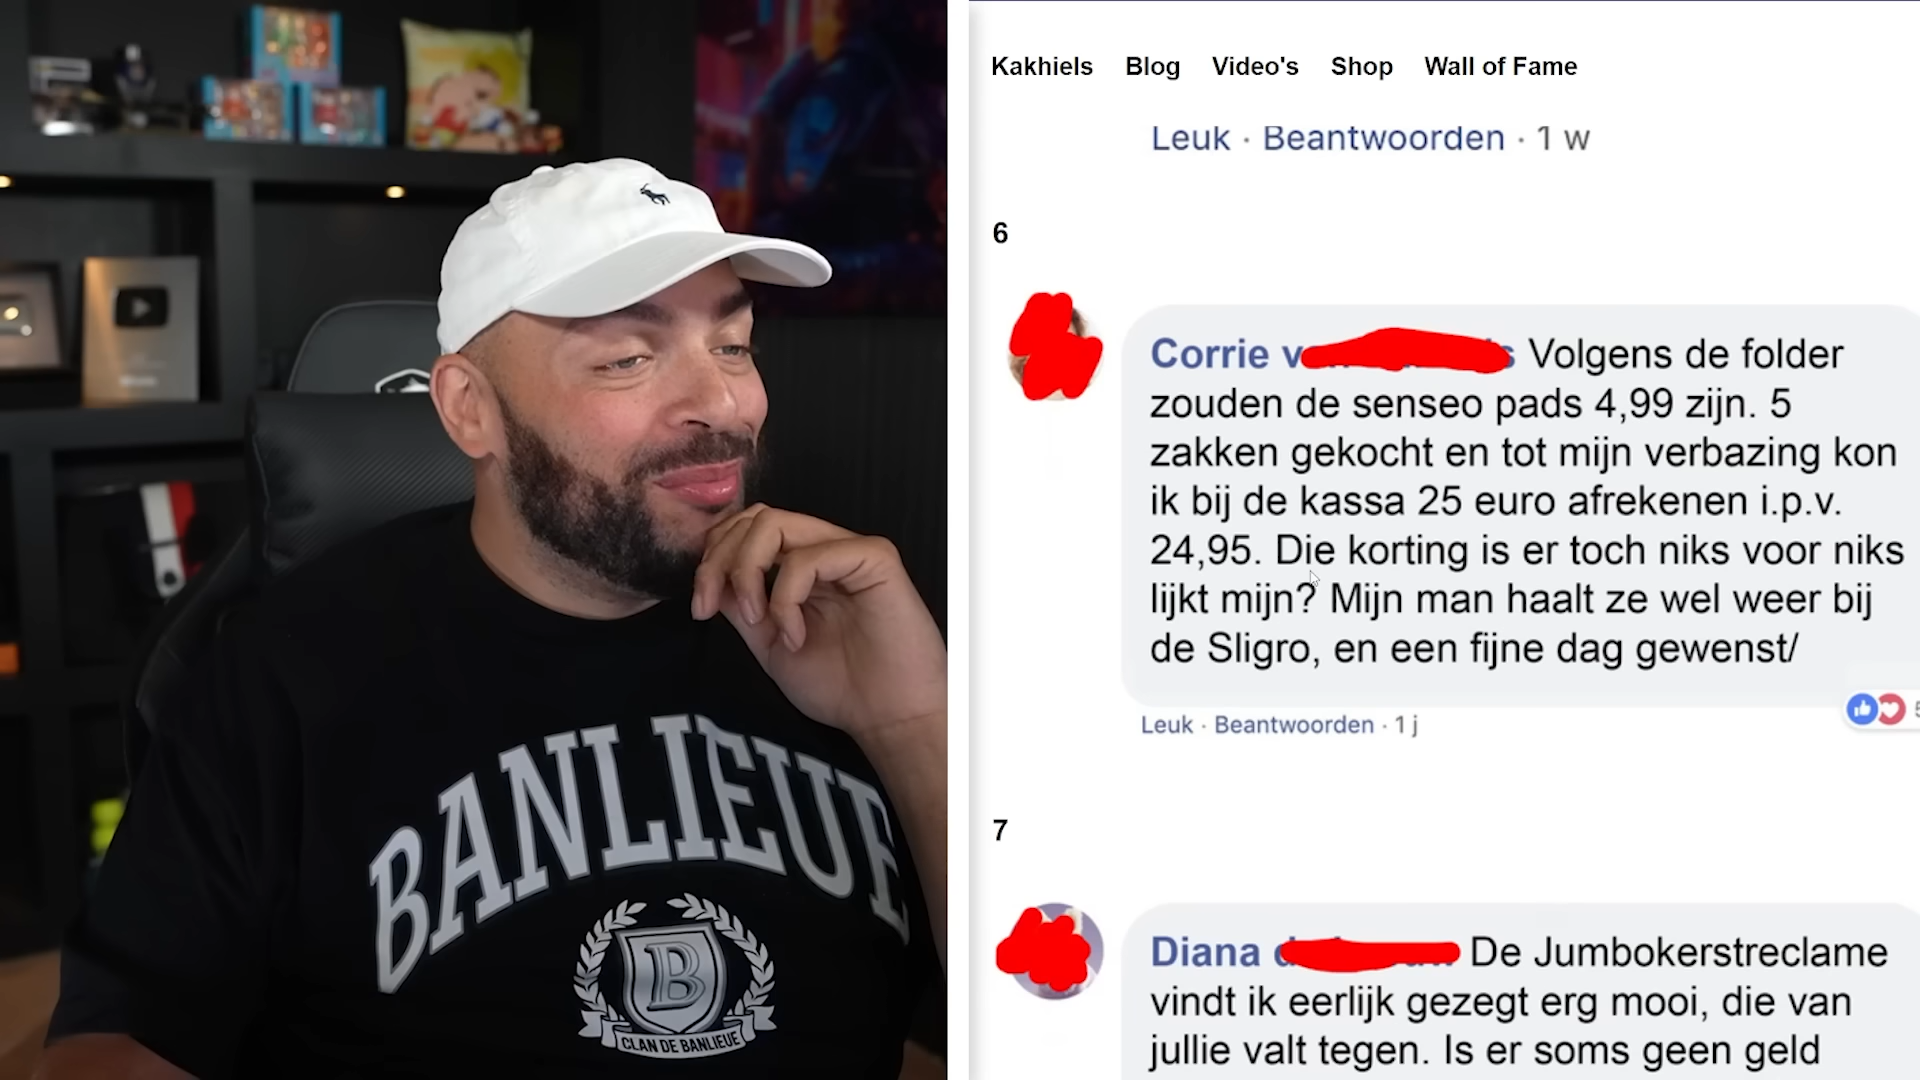 BANLIEUE
B
CLAN DE BANLIEUE
Kakhiels Blog Video's Shop Wall of Fame
Leuk · Beantwoorden · 1 w
6
Corrie v Volgens de folder
zouden de senseo pads 4,99 zijn. 5
zakken gekocht en tot mijn verbazing kon
ik bij de kassa 25 euro afrekenen i.p.v.
24,95. Die korting is er toch niks voor niks
lijkt mijn? Mijn man haalt ze wel weer bij
de Sligro, en een fijne dag gewenst/
Leuk · Beantwoorden · 1 j
7
Diana De Jumbokerstreclame
vindt ik eerlijk gezegt erg mooi, die van
jullie valt tegen. Is er soms geen geld